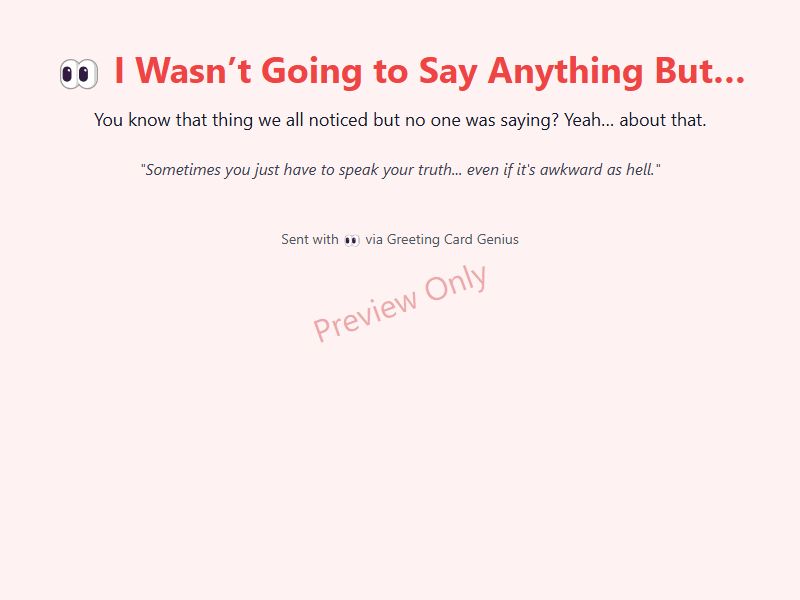 👀 I Wasn’t Going to Say Anything But…
You know that thing we all noticed but no one was saying? Yeah… about that.
"Sometimes you just have to speak your truth... even if it's awkward as hell."
Sent with 👀 via Greeting Card Genius
Preview Only